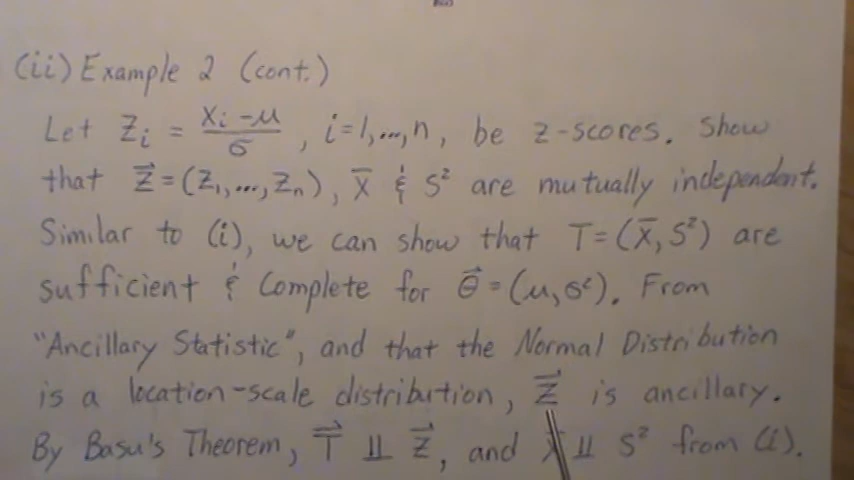 (ii) Example 2 (cont.)
Let Zi = (Xi - μ)/σ, i=1,...,n, be z-scores. Show
that Z⃗ = (Z1,...,Zn), X̄ & S² are mutually independent.
Similar to (i), we can show that T = (X̄, S²) are
sufficient & Complete for θ⃗ = (μ, σ²). From
"Ancillary Statistic", and that the Normal Distribution
is a location-scale distribution, Z⃗ is ancillary.
By Basu's Theorem, T⃗ ⫫ Z⃗, and X̄ ⫫ S² from (i).